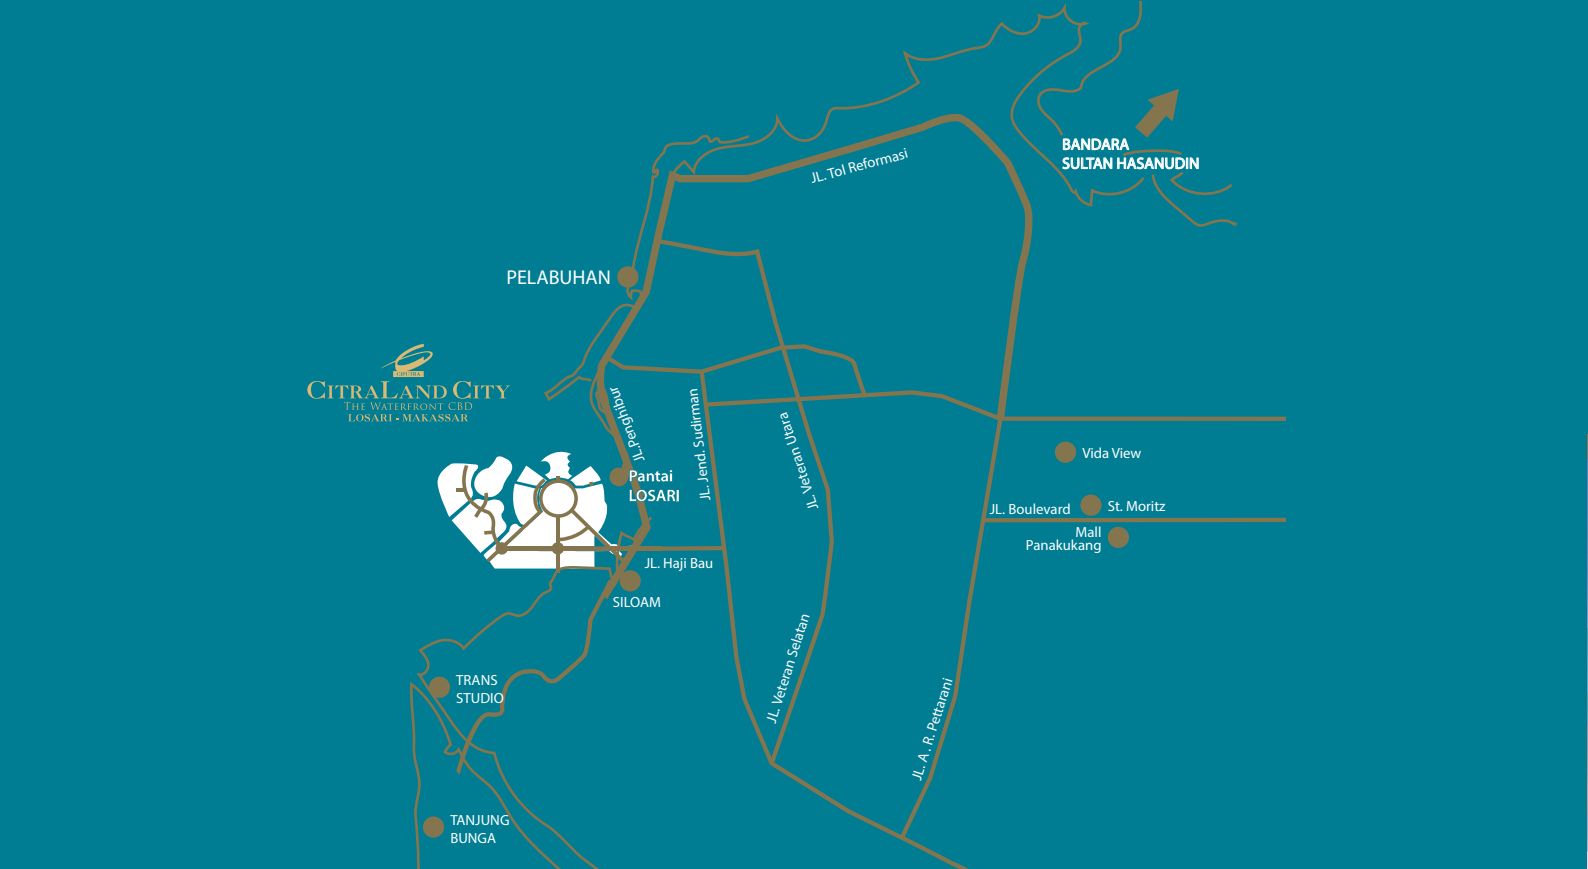 BANDARA
SULTAN HASANUDIN
JL. Tol Reformasi
PELABUHAN
CIPUTRA
CITRALAND CITY
THE WATERFRONT CBD
LOSARI - MAKASSAR
JL.Penghibur
JL. Jend. Sudirman
JL. Veteran Utara
Pantai
LOSARI
Vida View
JL. Boulevard
St. Moritz
Mall
Panakukang
JL. Haji Bau
SILOAM
TRANS
STUDIO
JL. Veteran Selatan
JL. A . R. Pettarani
TANJUNG
BUNGA